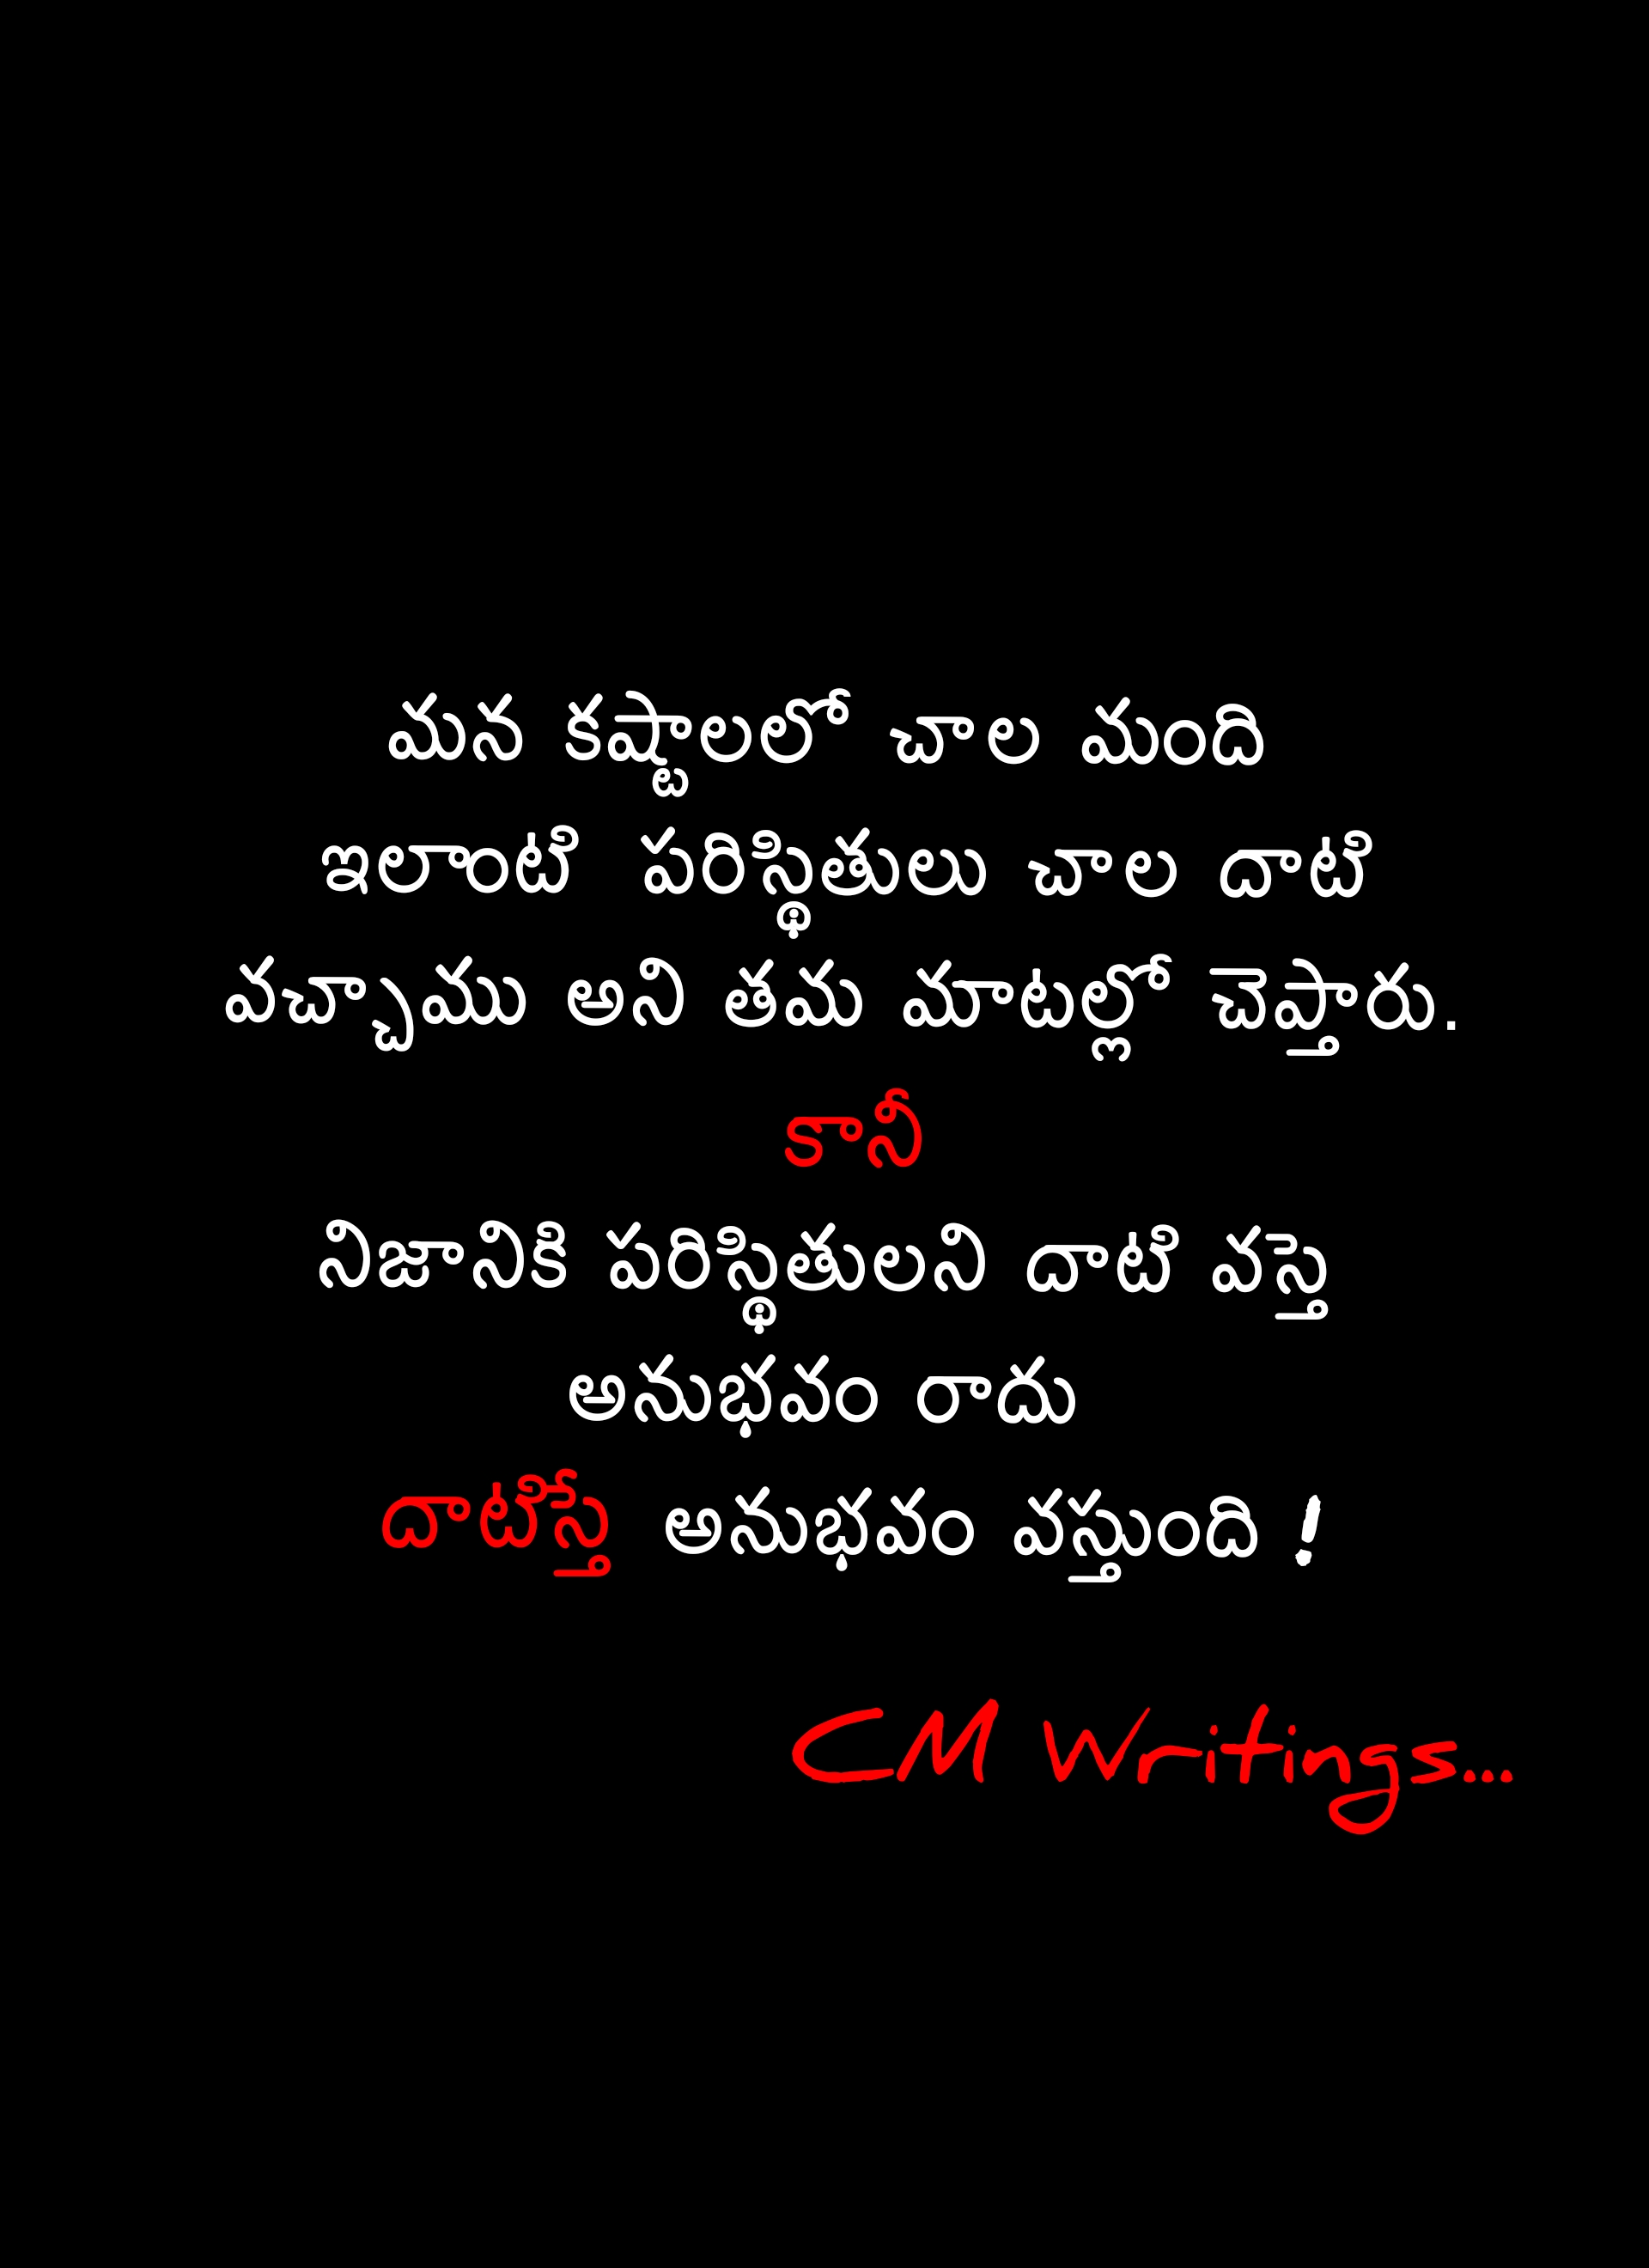 మన కష్టాలలో చాల మంది
ఇలాంటి పరిస్థితులు చాల దాటి
వచ్చాము అని తమ మాటల్లో చెప్తారు.
కానీ
నిజానికి పరిస్థితులని దాటి వస్తె
అనుభవం రాదు
దాటిస్తే అనుభవం వస్తుంది !
CM Writings...